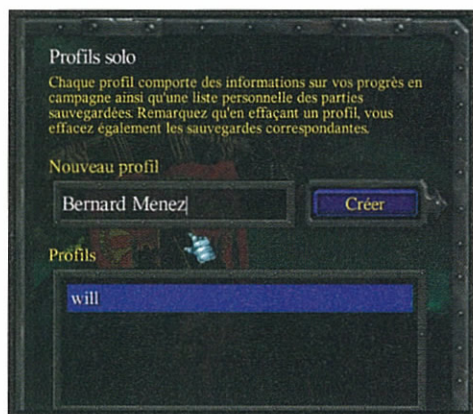 Profils solo
Chaque profil comporte des informations sur vos progrès en
campagne ainsi qu'une liste personnelle des parties
sauvegardées. Remarquez qu'en effaçant un profil, vous
effacez également les sauvegardes correspondantes.
Nouveau profil
Bernard Menez
Créer
Profils
will